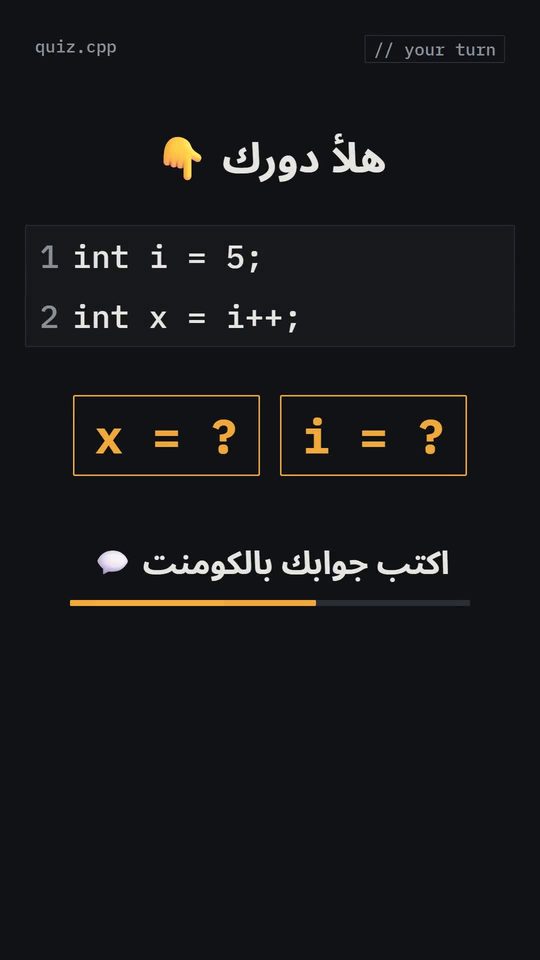 quiz.cpp
// your turn
هلأ دورك 👇
1 int i = 5;
2 int x = i++;
x = ?
i = ?
اكتب جوابك بالكومنت 💬